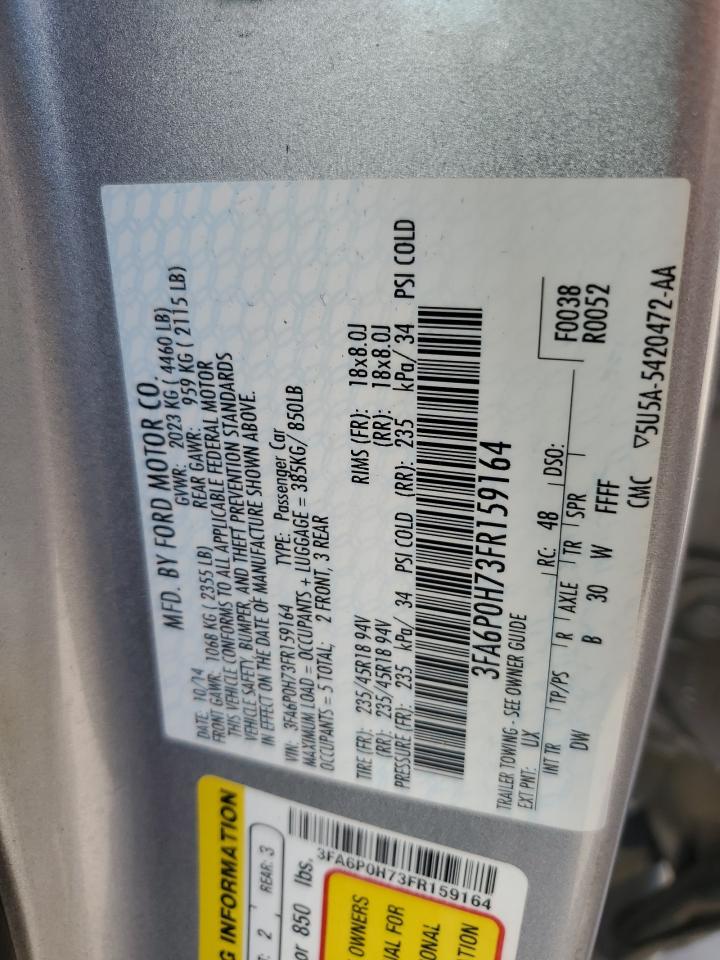 MFD. BY FORD MOTOR CO.
DATE: 10/14 GVWR: 2023 KG ( 4460 LB)
FRONT GAWR: 1068 KG ( 2355 LB) REAR GAWR: 959 KG ( 2115 LB)
THIS VEHICLE CONFORMS TO ALL APPLICABLE FEDERAL MOTOR
VEHICLE SAFETY, BUMPER, AND THEFT PREVENTION STANDARDS
IN EFFECT ON THE DATE OF MANUFACTURE SHOWN ABOVE.
VIN: 3FA6P0H73FR159164 TYPE: Passenger Car
MAXIMUM LOAD = OCCUPANTS + LUGGAGE = 385KG/ 850LB
OCCUPANTS = 5 TOTAL: 2 FRONT, 3 REAR
TIRE (FR): 235/45R18 94V RIMS (FR): 18x8.0J
(RR): 235/45R18 94V (RR): 18x8.0J
PRESSURE (FR): 235 kPa/ 34 PSI COLD (RR): 235 kPa/ 34 PSI COLD
3FA6P0H73FR159164
TRAILER TOWING - SEE OWNER GUIDE
EXT PNT: UX RC: 48 DSO: F0038
R0052
INT TR TP/PS R AXLE TR SPR
DW B 30 W FFFF
CMC ▽5U5A-5420472-AA
G INFORMATION
2 REAR: 3
or 850 lbs.
3FA6P0H73FR159164
OWNERS
AL FOR
ONAL
TION